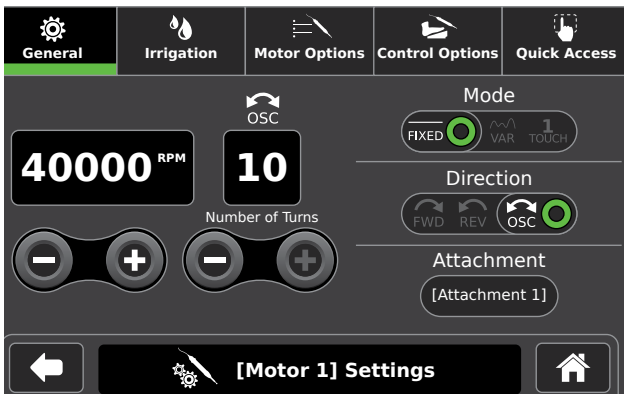 General
Irrigation
Motor Options
Control Options
Quick Access
OSC
40000 RPM
10
Number of Turns
Mode
FIXED
VAR
1
TOUCH
Direction
FWD
REV
OSC
Attachment
[Attachment 1]
[Motor 1] Settings